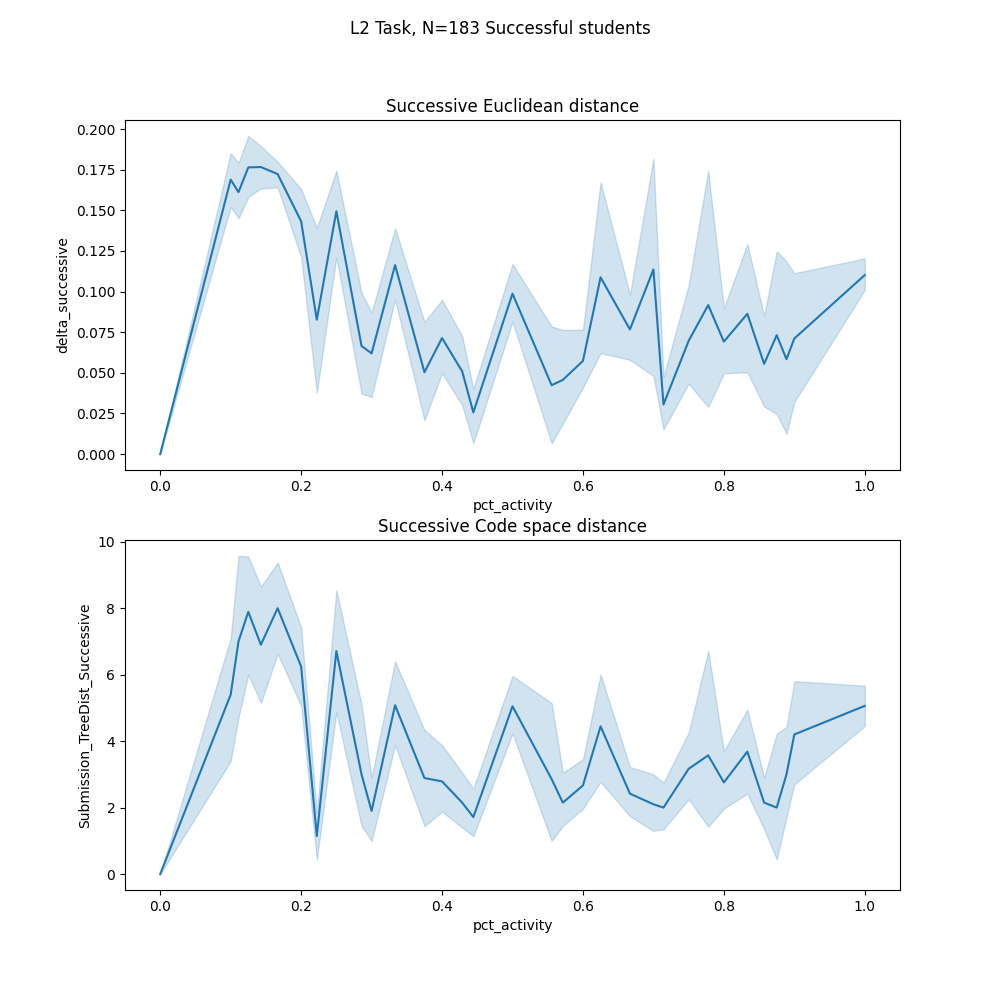 L2 Task, N=183 Successful students
Successive Euclidean distance
0.200
0.175
0.150
0.125
0.100
0.075
0.050
0.025
0.000
delta_successive
0.0 0.2 0.4 0.6 0.8 1.0
pct_activity
Successive Code space distance
10
8
6
4
2
0
Submission_TreeDist_Successive
0.0 0.2 0.4 0.6 0.8 1.0
pct_activity